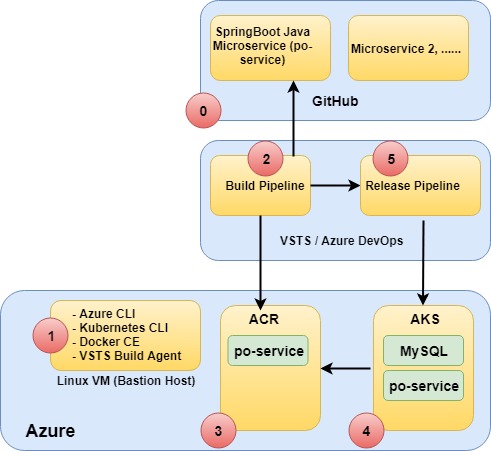 SpringBoot Java
Microservice (po-
service)
Microservice 2, ......
GitHub
0
2
5
Build Pipeline
Release Pipeline
VSTS / Azure DevOps
- Azure CLI
- Kubernetes CLI
- Docker CE
- VSTS Build Agent
1
Linux VM (Bastion Host)
ACR
po-service
AKS
MySQL
po-service
3
4
Azure